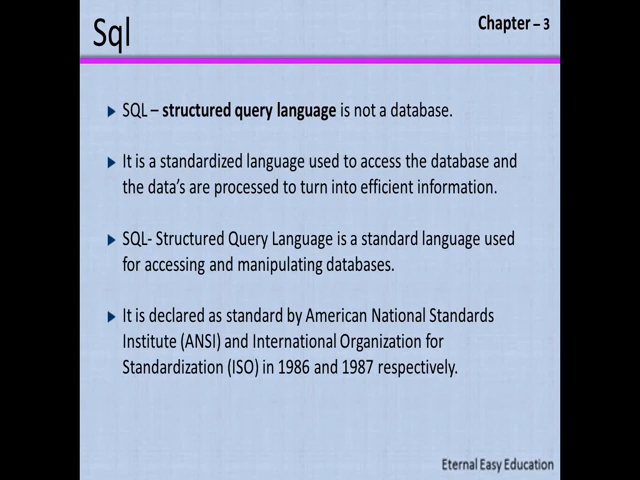 Sql
Chapter – 3
SQL – structured query language is not a database.
It is a standardized language used to access the database and
the data's are processed to turn into efficient information.
SQL- Structured Query Language is a standard language used
for accessing and manipulating databases.
It is declared as standard by American National Standards
Institute (ANSI) and International Organization for
Standardization (ISO) in 1986 and 1987 respectively.
Eternal Easy Education